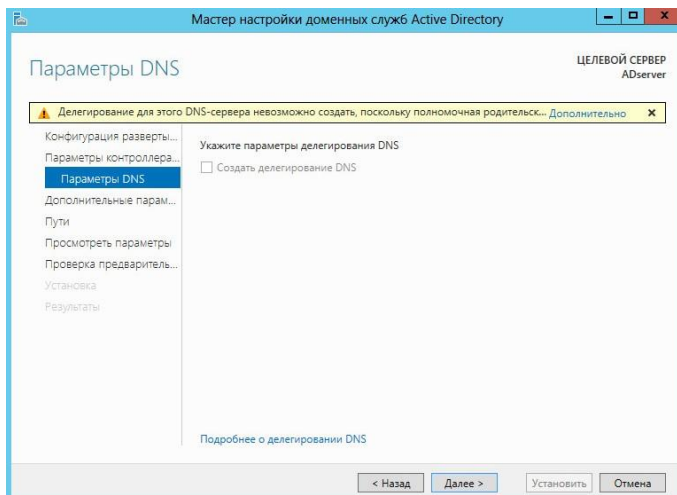 Мастер настройки доменных служб Active Directory
Параметры DNS
ЦЕЛЕВОЙ СЕРВЕР
ADserver
Делегирование для этого DNS-сервера невозможно создать, поскольку полномочная родительск... Дополнительно
Конфигурация разверты...
Параметры контроллера...
Параметры DNS
Дополнительные парам...
Пути
Просмотреть параметры
Проверка предваритель...
Установка
Результаты
Укажите параметры делегирования DNS
Создать делегирование DNS
Подробнее о делегировании DNS
< Назад
Далее >
Установить
Отмена